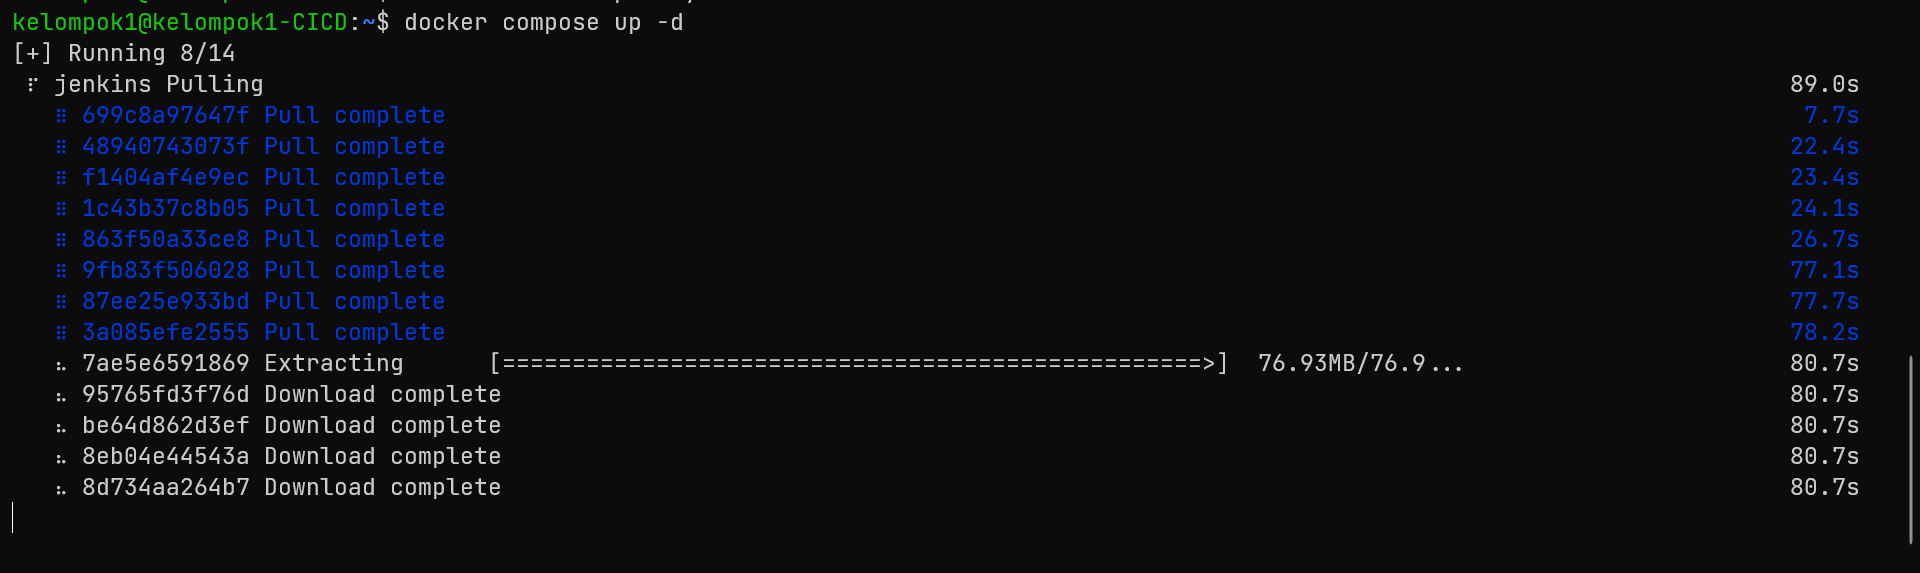 kelompok1@kelompok1-CICD:~$ docker compose up -d
[+] Running 8/14
⠏ jenkins Pulling 89.0s
⠿ 699c8a97647f Pull complete 7.7s
⠿ 48940743073f Pull complete 22.4s
⠿ f1404af4e9ec Pull complete 23.4s
⠿ 1c43b37c8b05 Pull complete 24.1s
⠿ 863f50a33ce8 Pull complete 26.7s
⠿ 9fb83f506028 Pull complete 77.1s
⠿ 87ee25e933bd Pull complete 77.7s
⠿ 3a085efe2555 Pull complete 78.2s
⠦ 7ae5e6591869 Extracting [==================================================>] 76.93MB/76.9... 80.7s
⠦ 95765fd3f76d Download complete 80.7s
⠦ be64d862d3ef Download complete 80.7s
⠦ 8eb04e44543a Download complete 80.7s
⠦ 8d734aa264b7 Download complete 80.7s